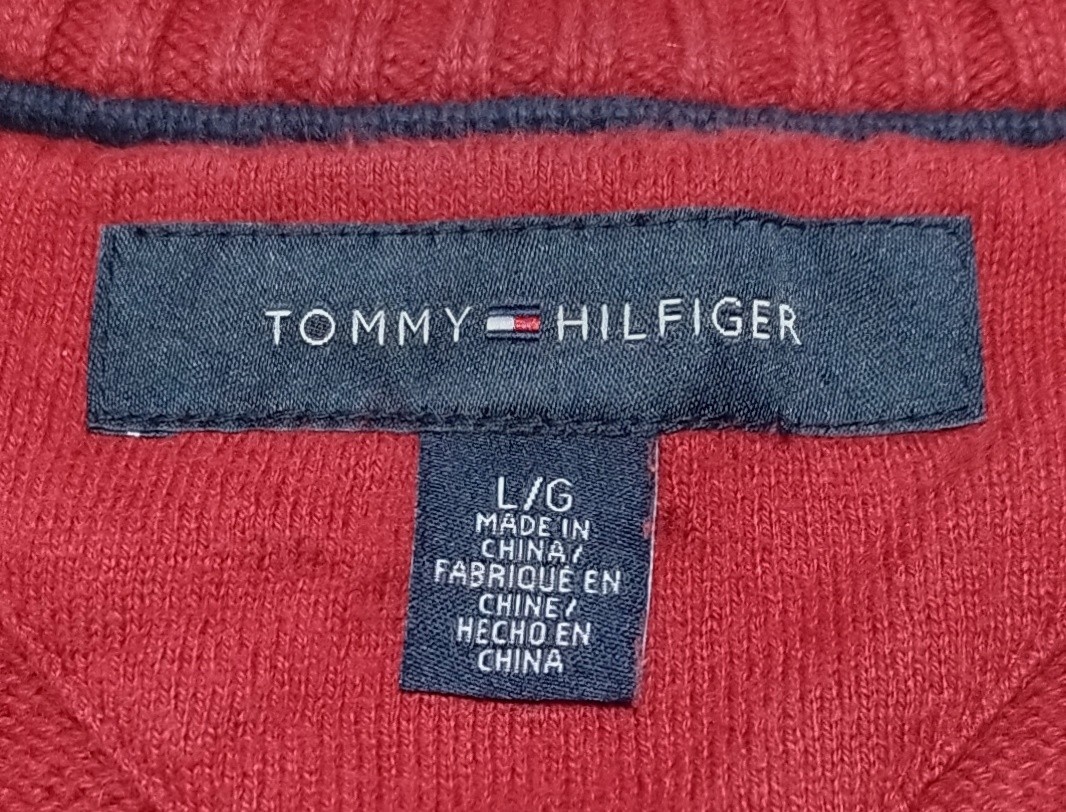 TOMMY HILFIGER
L/G
MADE IN
CHINA/
FABRIQUÉ EN
CHINE/
HECHO EN
CHINA